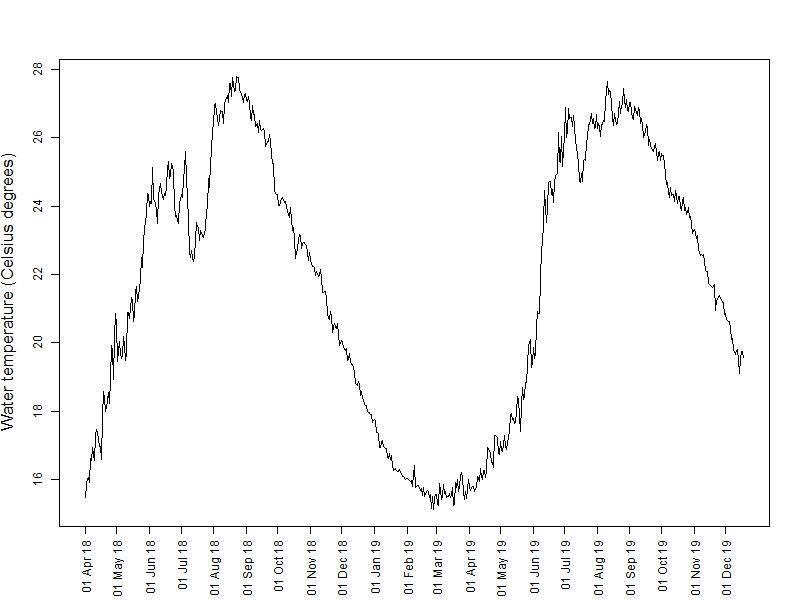 Water temperature (Celsius degrees)
28
26
24
22
20
18
16
01 Apr 18
01 May 18
01 Jun 18
01 Jul 18
01 Aug 18
01 Sep 18
01 Oct 18
01 Nov 18
01 Dec 18
01 Jan 19
01 Feb 19
01 Mar 19
01 Apr 19
01 May 19
01 Jun 19
01 Jul 19
01 Aug 19
01 Sep 19
01 Oct 19
01 Nov 19
01 Dec 19